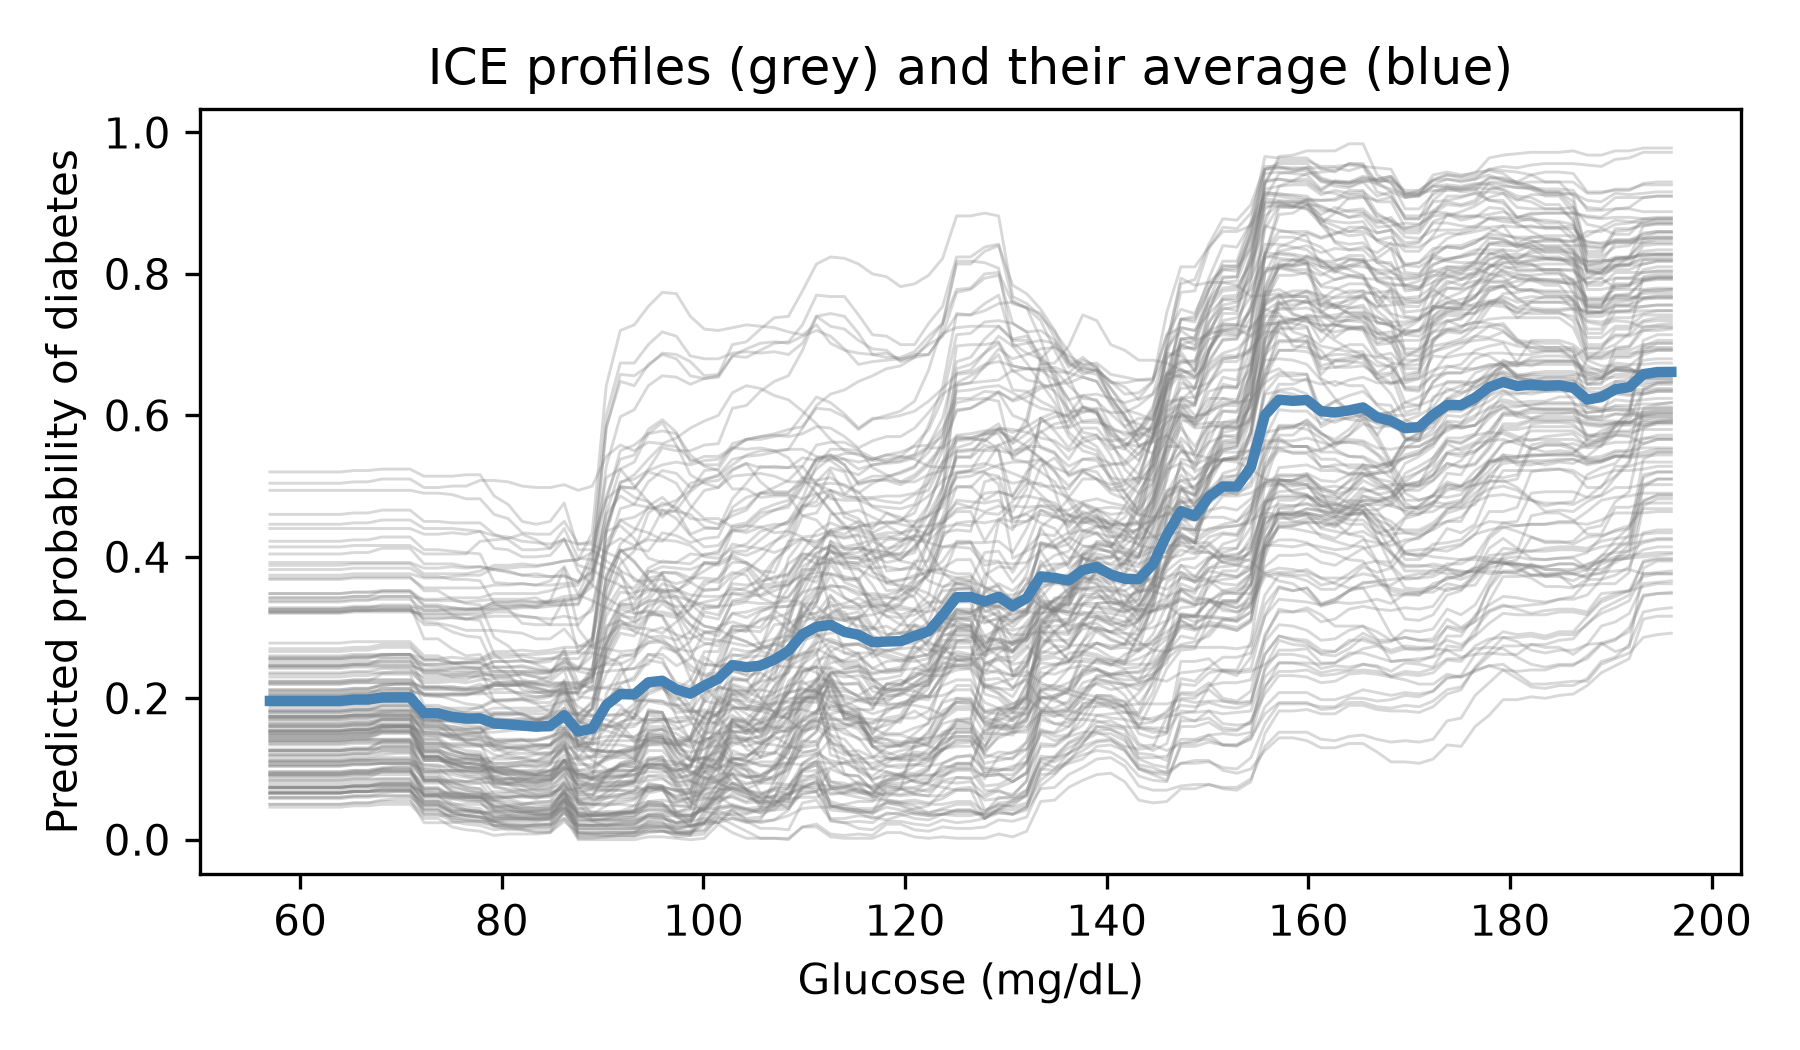 ICE profiles (grey) and their average (blue)
Predicted probability of diabetes
1.0
0.8
0.6
0.4
0.2
0.0
60 80 100 120 140 160 180 200
Glucose (mg/dL)